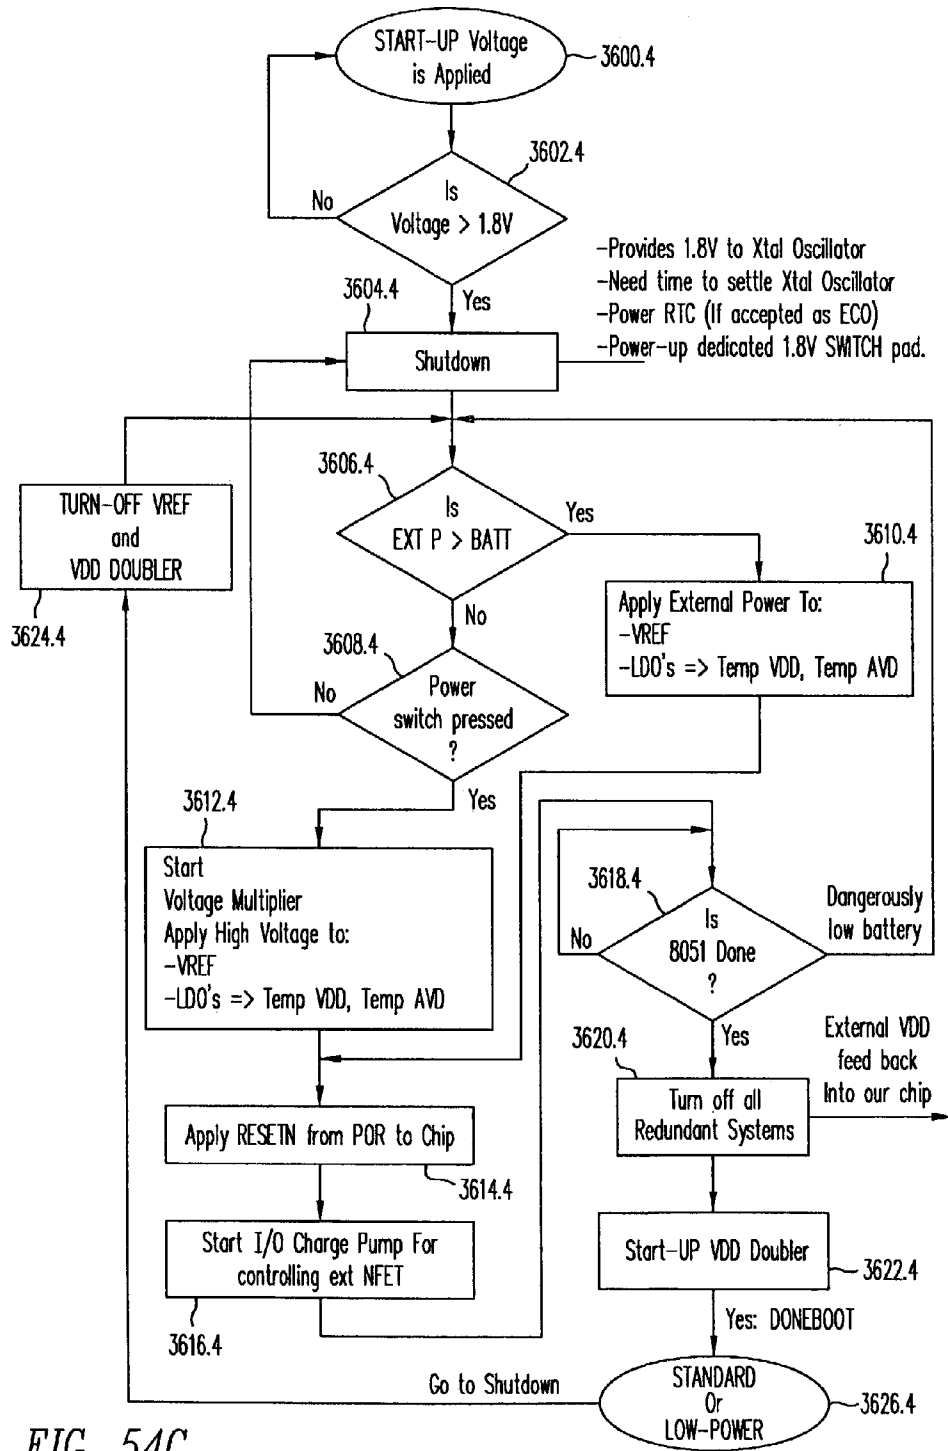 START-UP Voltage
is Applied
3600.4
3602.4
Is
Voltage > 1.8V
No
Yes
-Provides 1.8V to Xtal Oscillator
-Need time to settle Xtal Oscillator
-Power RTC (If accepted as ECO)
-Power-up dedicated 1.8V SWITCH pad.
3604.4
Shutdown
3606.4
Is
EXT P > BATT
Yes
No
TURN-OFF VREF
and
VDD DOUBLER
3624.4
3610.4
Apply External Power To:
-VREF
-LDO's => Temp VDD, Temp AVD
3608.4
Power
switch pressed
?
No
Yes
3612.4
Start
Voltage Multiplier
Apply High Voltage to:
-VREF
-LDO's => Temp VDD, Temp AVD
3618.4
Is
8051 Done
?
No
Dangerously
low battery
Yes
3620.4
External VDD
feed back
Into our chip
Turn off all
Redundant Systems
Apply RESETN from POR to Chip
3614.4
Start I/O Charge Pump For
controlling ext NFET
3616.4
Start-UP VDD Doubler
3622.4
Yes: DONEBOOT
Go to Shutdown
STANDARD
Or
LOW-POWER
3626.4
FIG. 54C